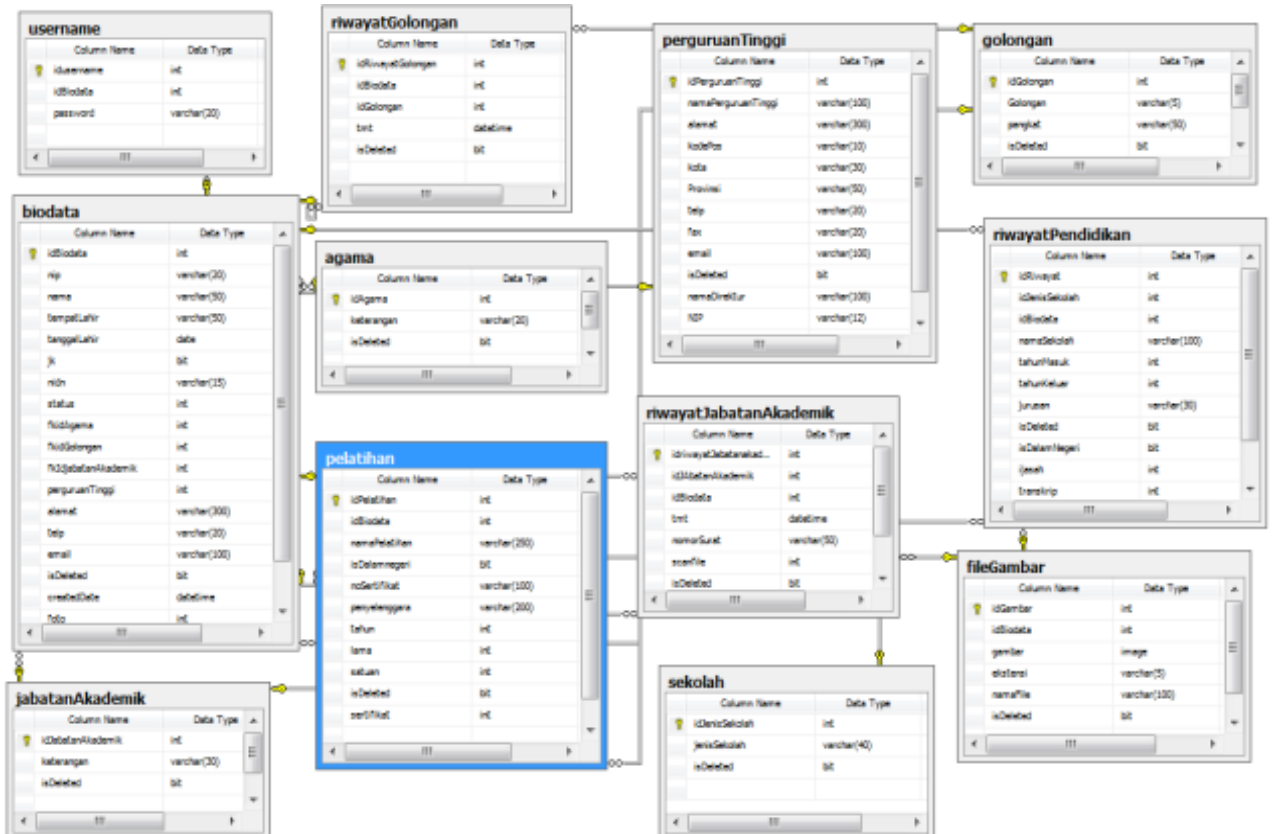 username
Column Name Data Type
idusername int
idBiodata int
password varchar(20)
riwayatGolongan
Column Name Data Type
idRiwayatGolongan int
idBiodata int
idGolongan int
tmt datetime
isDeleted bit
perguruanTinggi
Column Name Data Type
idPerguruanTinggi int
namaPerguruanTinggi varchar(100)
alamat varchar(300)
kodePos varchar(10)
kota varchar(30)
Provinsi varchar(50)
telp varchar(20)
fax varchar(20)
email varchar(100)
isDeleted bit
namaDirektur varchar(100)
NIP varchar(12)
golongan
Column Name Data Type
idGolongan int
Golongan varchar(5)
pangkat varchar(50)
isDeleted bit
biodata
Column Name Data Type
idBiodata int
nip varchar(20)
nama varchar(50)
tempatLahir varchar(50)
tanggalLahir date
jk bit
nidn varchar(15)
status int
fkidAgama int
fkidGolongan int
fkIdjabatanAkademik int
perguruanTinggi int
alamat varchar(300)
telp varchar(20)
email varchar(100)
isDeleted bit
createdDate datetime
foto int
agama
Column Name Data Type
idAgama int
keterangan varchar(20)
isDeleted bit
riwayatPendidikan
Column Name Data Type
idRiwayat int
idJenisSekolah int
idBiodata int
namaSekolah varchar(100)
tahunMasuk int
tahunKeluar int
jurusan varchar(30)
isDeleted bit
isDalamNegeri bit
ijasah int
transkrip int
riwayatJabatanAkademik
Column Name Data Type
idriwayatJabatanakad... int
idJAbatanAkademik int
idBiodata int
tmt datetime
nomorSurat varchar(50)
scanfile int
isDeleted bit
pelatihan
Column Name Data Type
idPelatihan int
idBiodata int
namaPelatihan varchar(250)
isDalamnegeri bit
noSertifikat varchar(100)
penyelenggara varchar(200)
tahun int
lama int
satuan int
isDeleted bit
sertifikat int
fileGambar
Column Name Data Type
idGambar int
idBiodata int
gambar image
ekstensi varchar(5)
namaFile varchar(100)
isDeleted bit
jabatanAkademik
Column Name Data Type
idJabatanAkademik int
keterangan varchar(30)
isDeleted bit
sekolah
Column Name Data Type
idJenisSekolah int
jenisSekolah varchar(40)
isDeleted bit